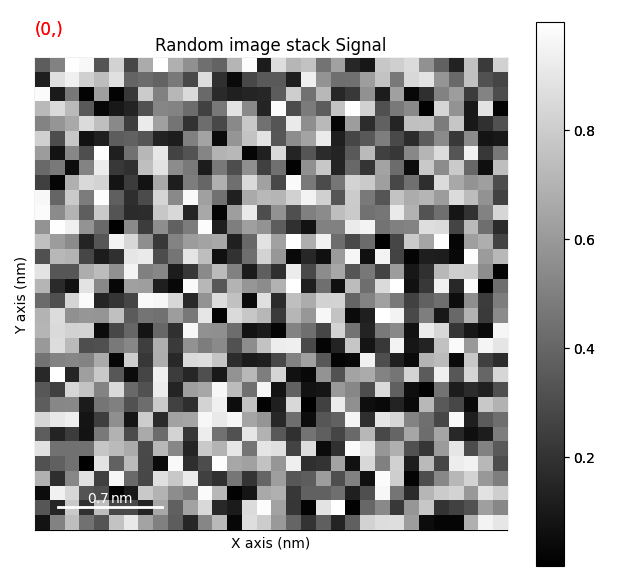 (0,)
Random image stack Signal
Y axis (nm)
0.8
0.6
0.4
0.2
0.7 nm
X axis (nm)